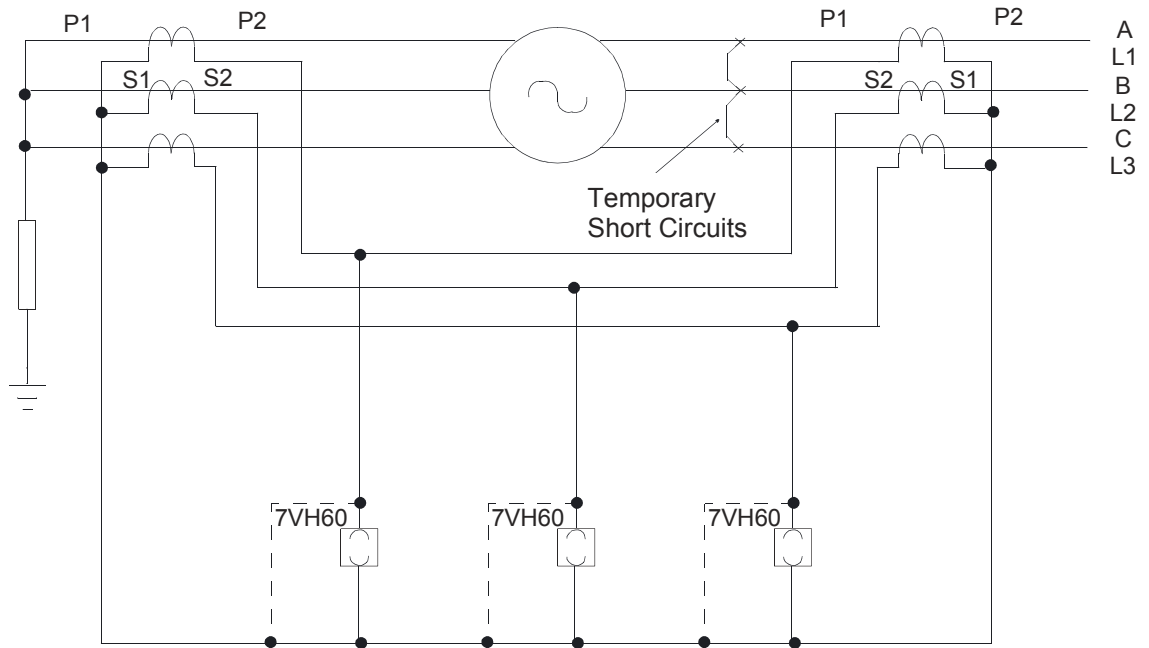 P1
P2
P1
P2
A
L1
S1
S2
S2
S1
B
L2
C
L3
Temporary
Short Circuits
7VH60
7VH60
7VH60